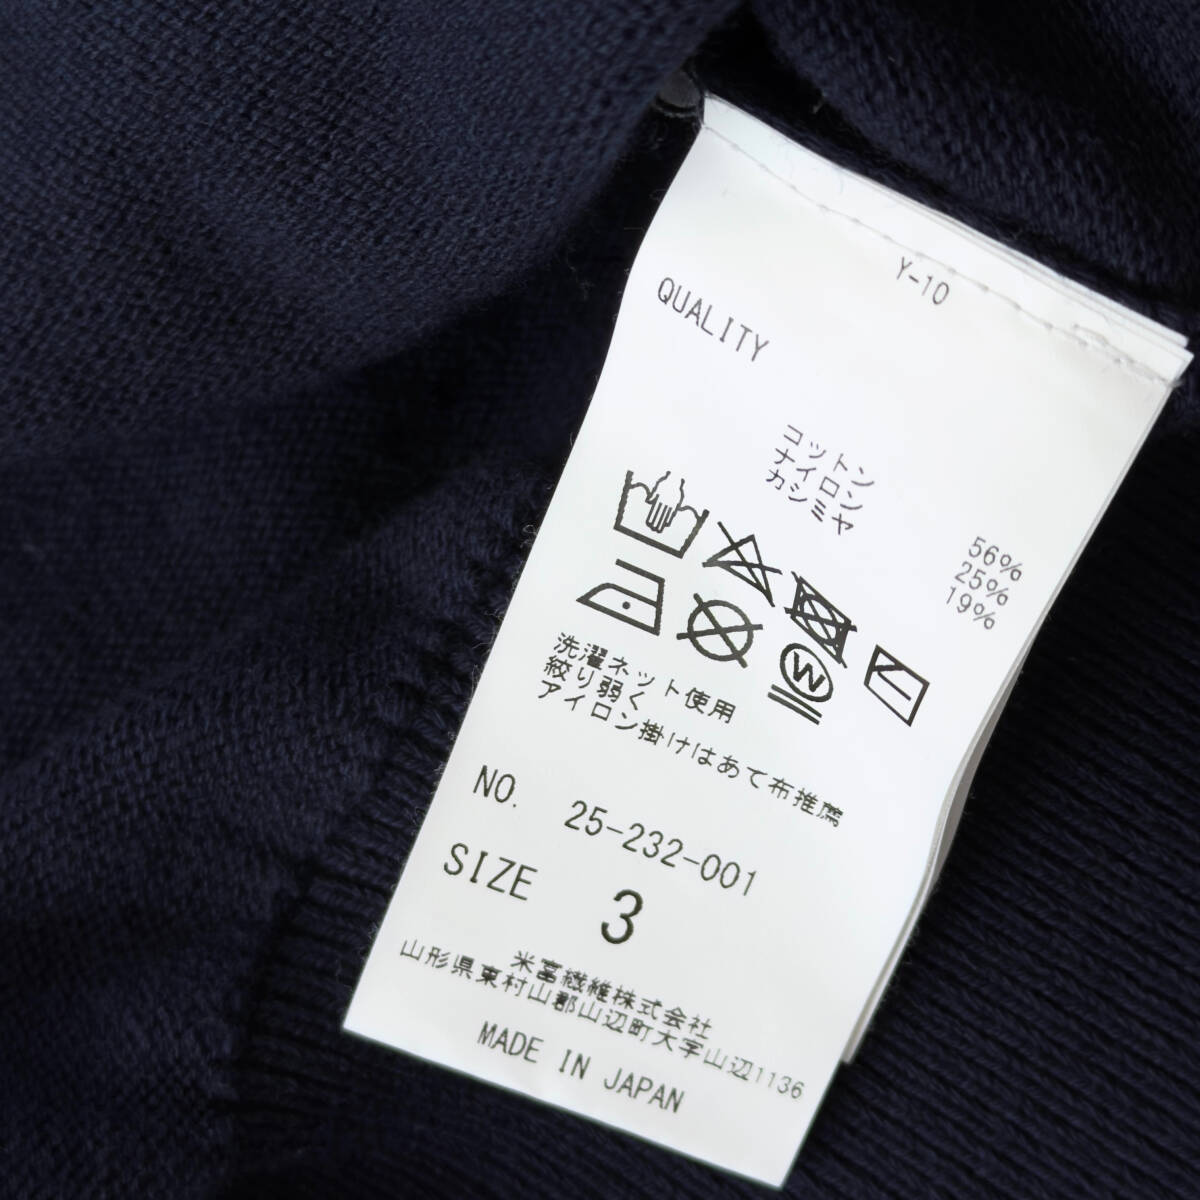 Y-10
QUALITY
コットン 56%
ナイロン 25%
カシミヤ 19%
W
洗濯ネット使用
絞り弱く
アイロン掛けはあて布推薦
NO. 25-232-001
SIZE 3
米富繊維株式会社
山形県東村山郡山辺町大字山辺1136
MADE IN JAPAN